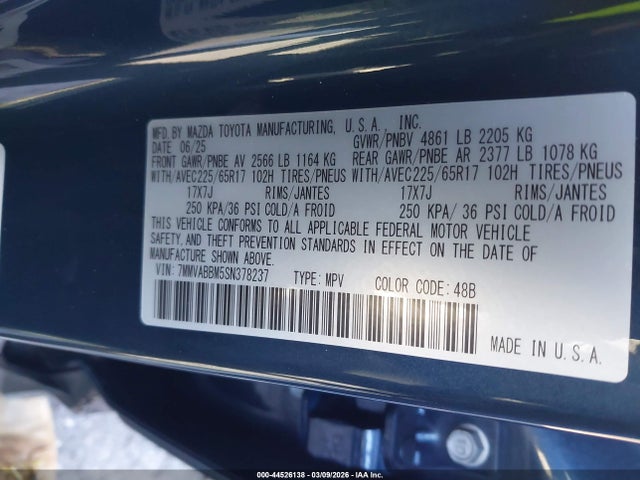 MFD. BY MAZDA TOYOTA MANUFACTURING, U.S.A., INC.
DATE 06/25 GVWR/PNBV 4861 LB 2205 KG
FRONT GAWR/PNBE AV 2566 LB 1164 KG REAR GAWR/PNBE AR 2377 LB 1078 KG
WITH/AVEC225/65R17 102H TIRES/PNEUS WITH/AVEC225/65R17 102H TIRES/PNEUS
17X7J RIMS/JANTES 17X7J RIMS/JANTES
250 KPA/36 PSI COLD/A FROID 250 KPA/ 36 PSI COLD/A FROID
THIS VEHICLE CONFORMS TO ALL APPLICABLE FEDERAL MOTOR VEHICLE
SAFETY, AND THEFT PREVENTION STANDARDS IN EFFECT ON THE DATE OF
MANUFACTURE SHOWN ABOVE.
VIN: 7MMVABBM5SN378237 TYPE: MPV COLOR CODE: 48B
MADE IN U.S.A.
000-44526138 - 03/09/2026 - IAAI.COM